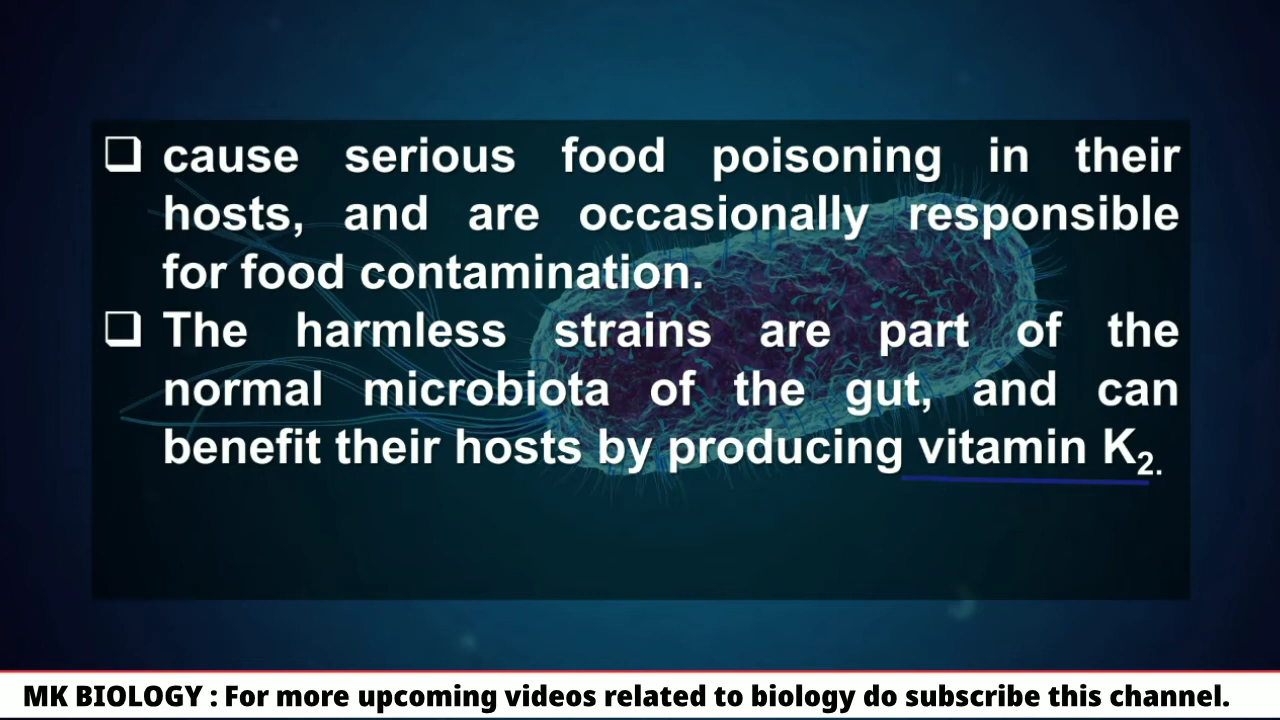 ❑ cause serious food poisoning in their
hosts, and are occasionally responsible
for food contamination.
❑ The harmless strains are part of the
normal microbiota of the gut, and can
benefit their hosts by producing vitamin K₂.
MK BIOLOGY : For more upcoming videos related to biology do subscribe this channel.